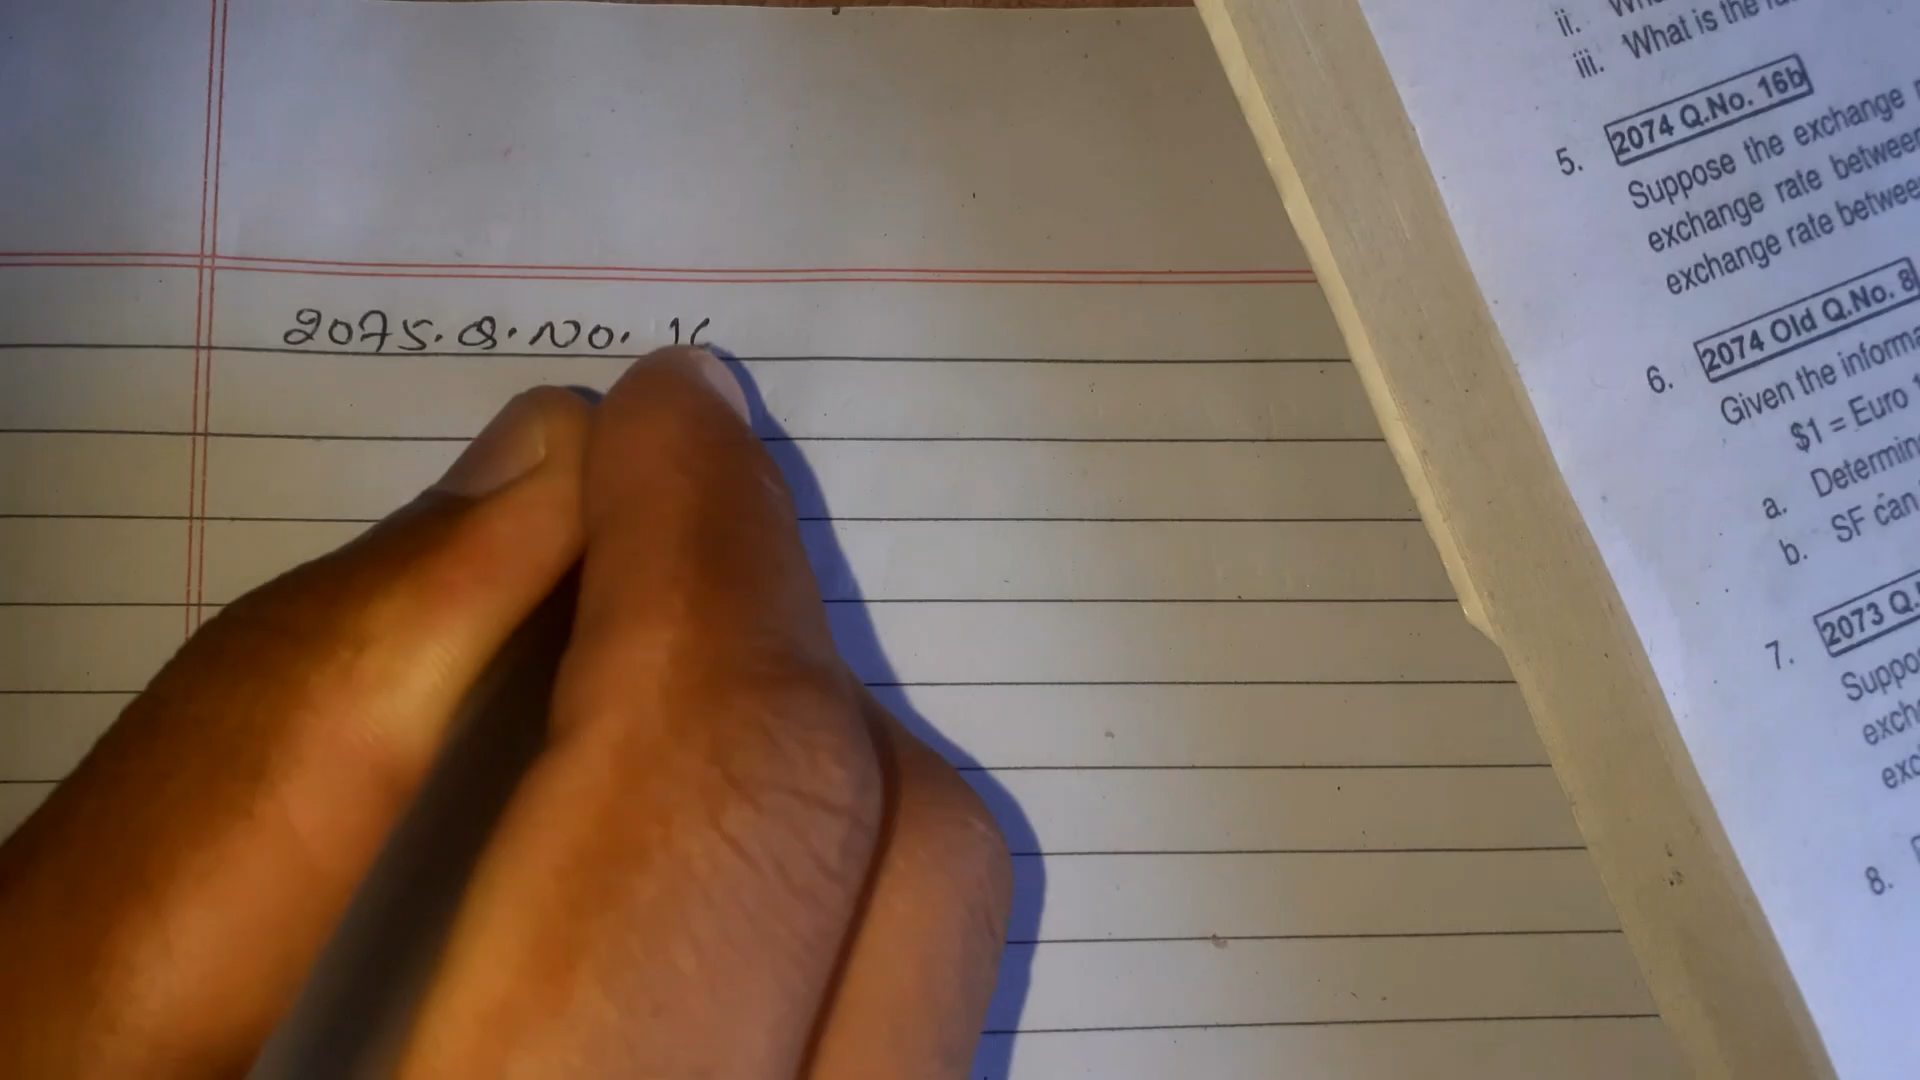 2075. Q. No. 16
ii.
iii. What is the
2074 Q.No. 16b
5. Suppose the exchange
exchange rate between
exchange rate between
2074 Old Q.No. 8
6. Given the informa
$1 = Euro
a. Determin
b. SF can
2073 Q.
7. Suppo
exch
exc
8.